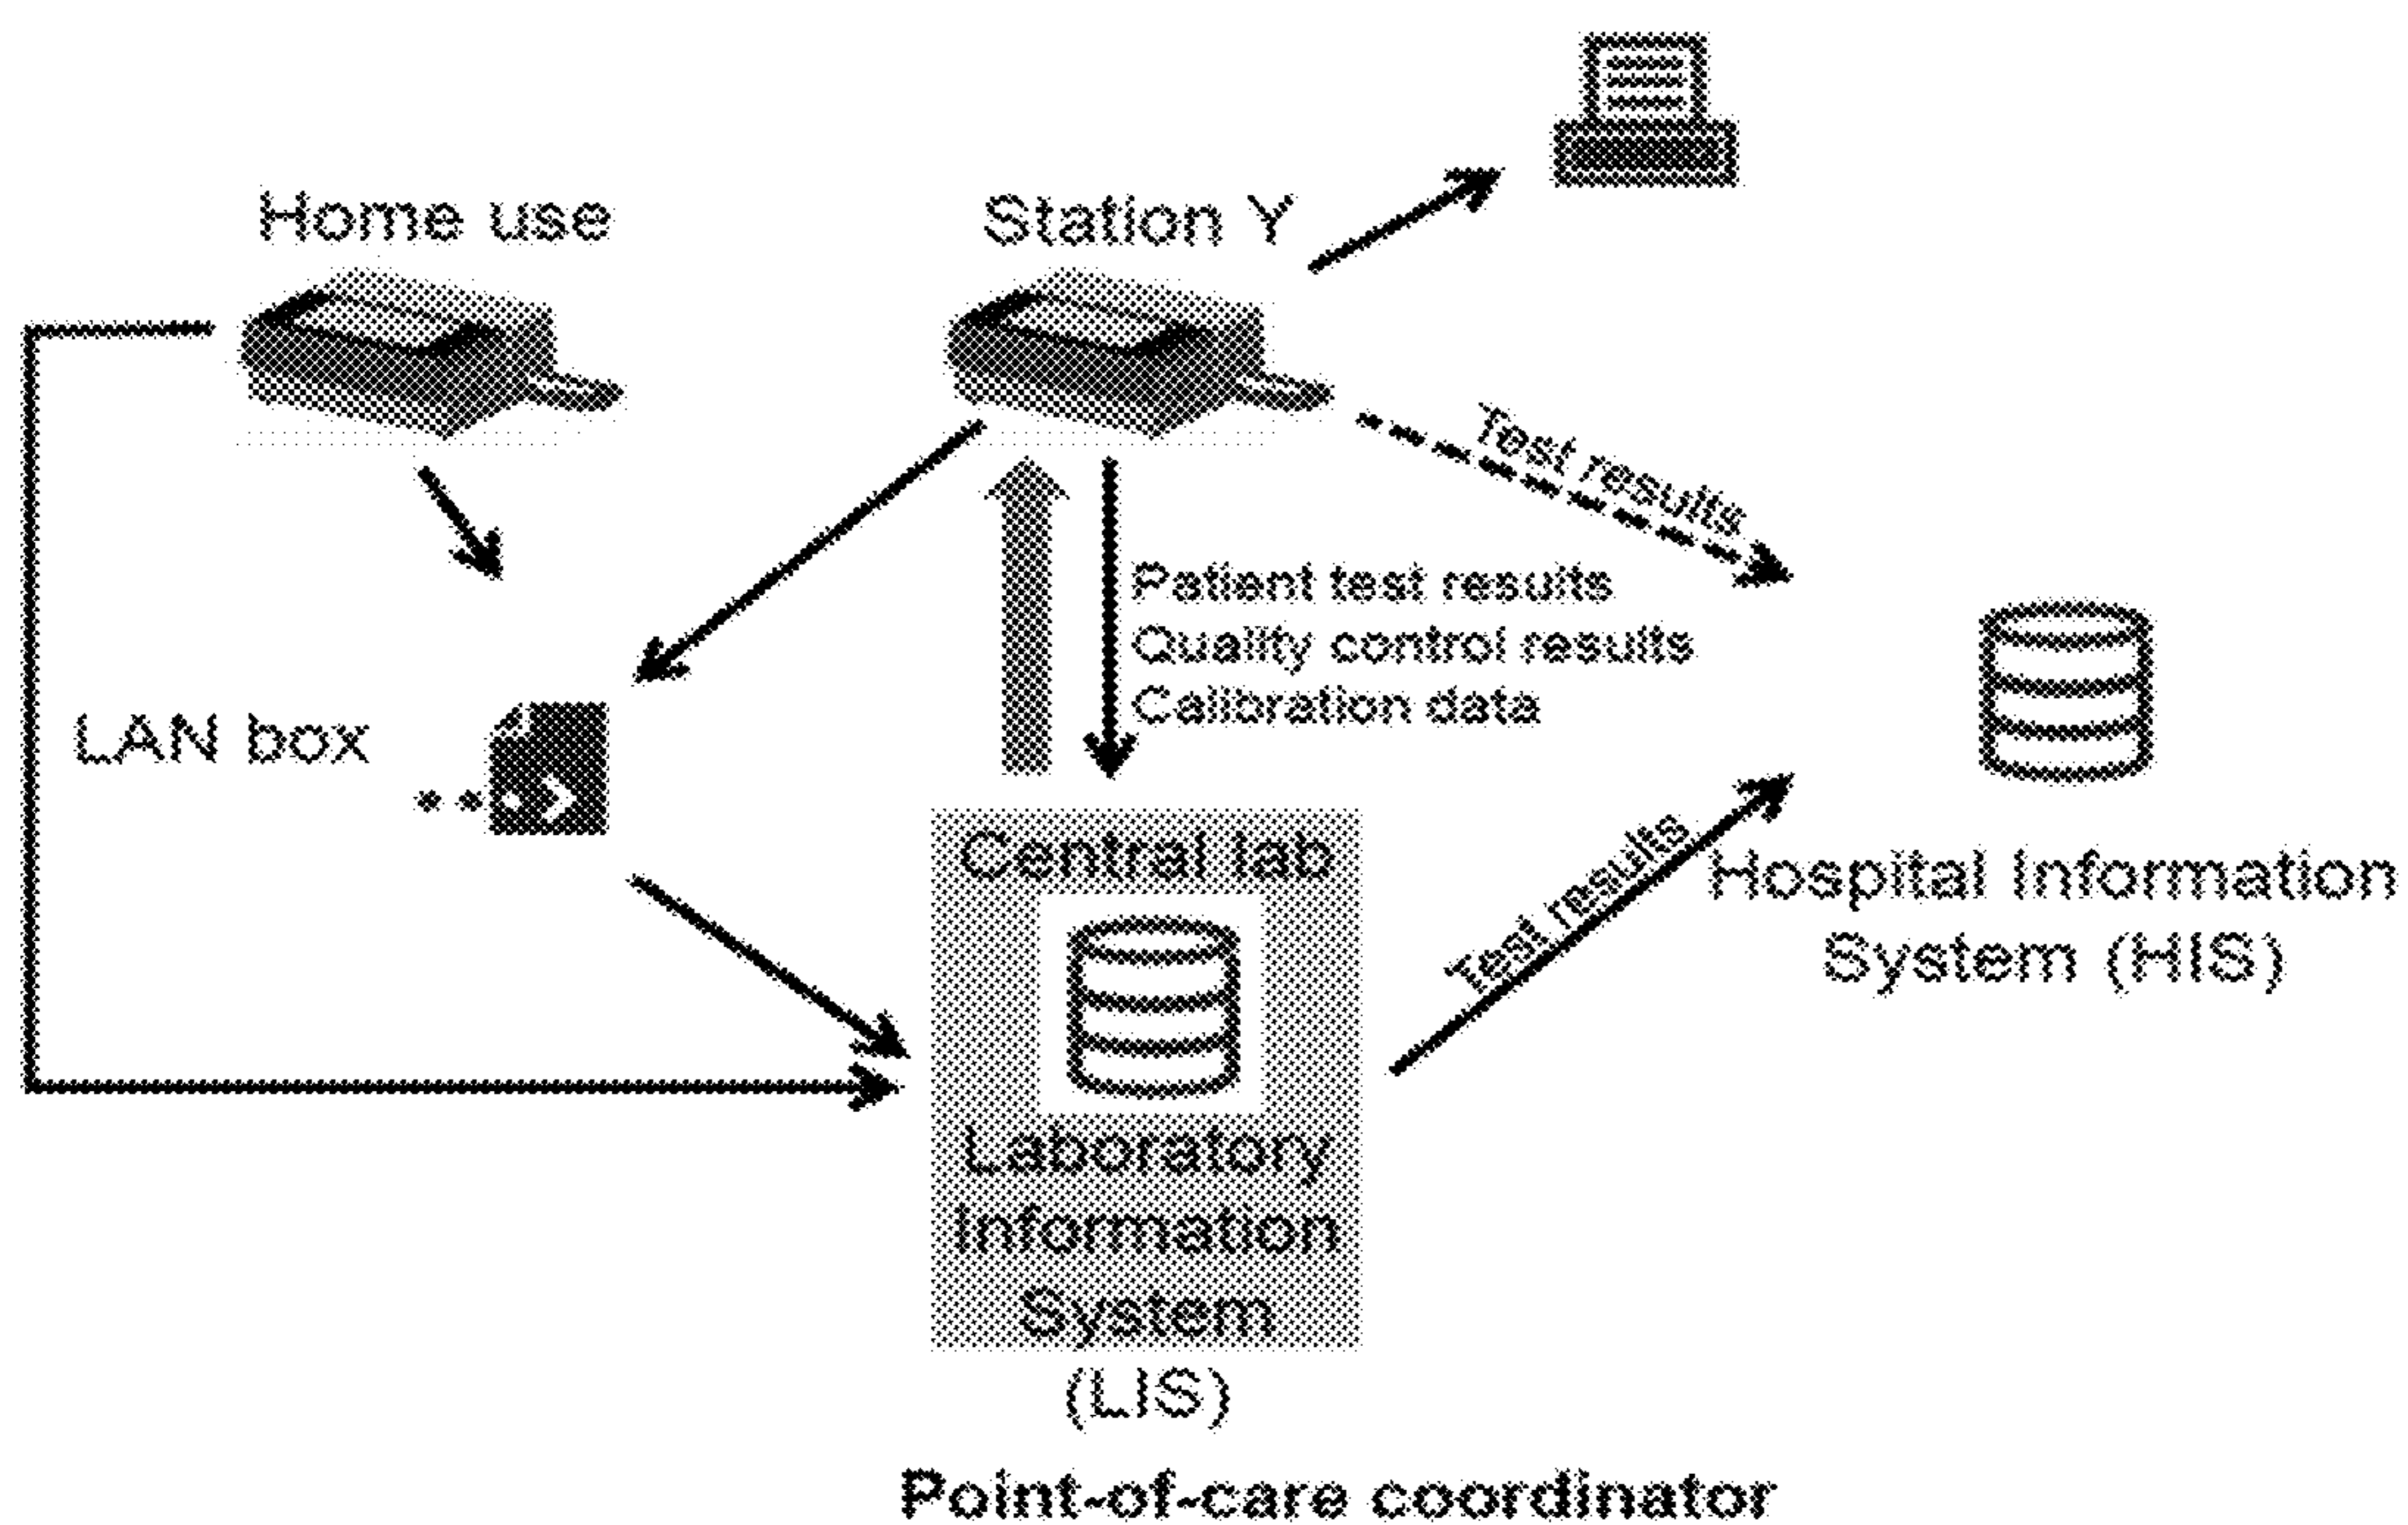 Home use
Station Y
Test results
Patient test results
Quality control results
Calibration data
LAN box
Central lab
Test results
Hospital Information
System (HIS)
Laboratory
Information
System
(LIS)
Point-of-care coordinator